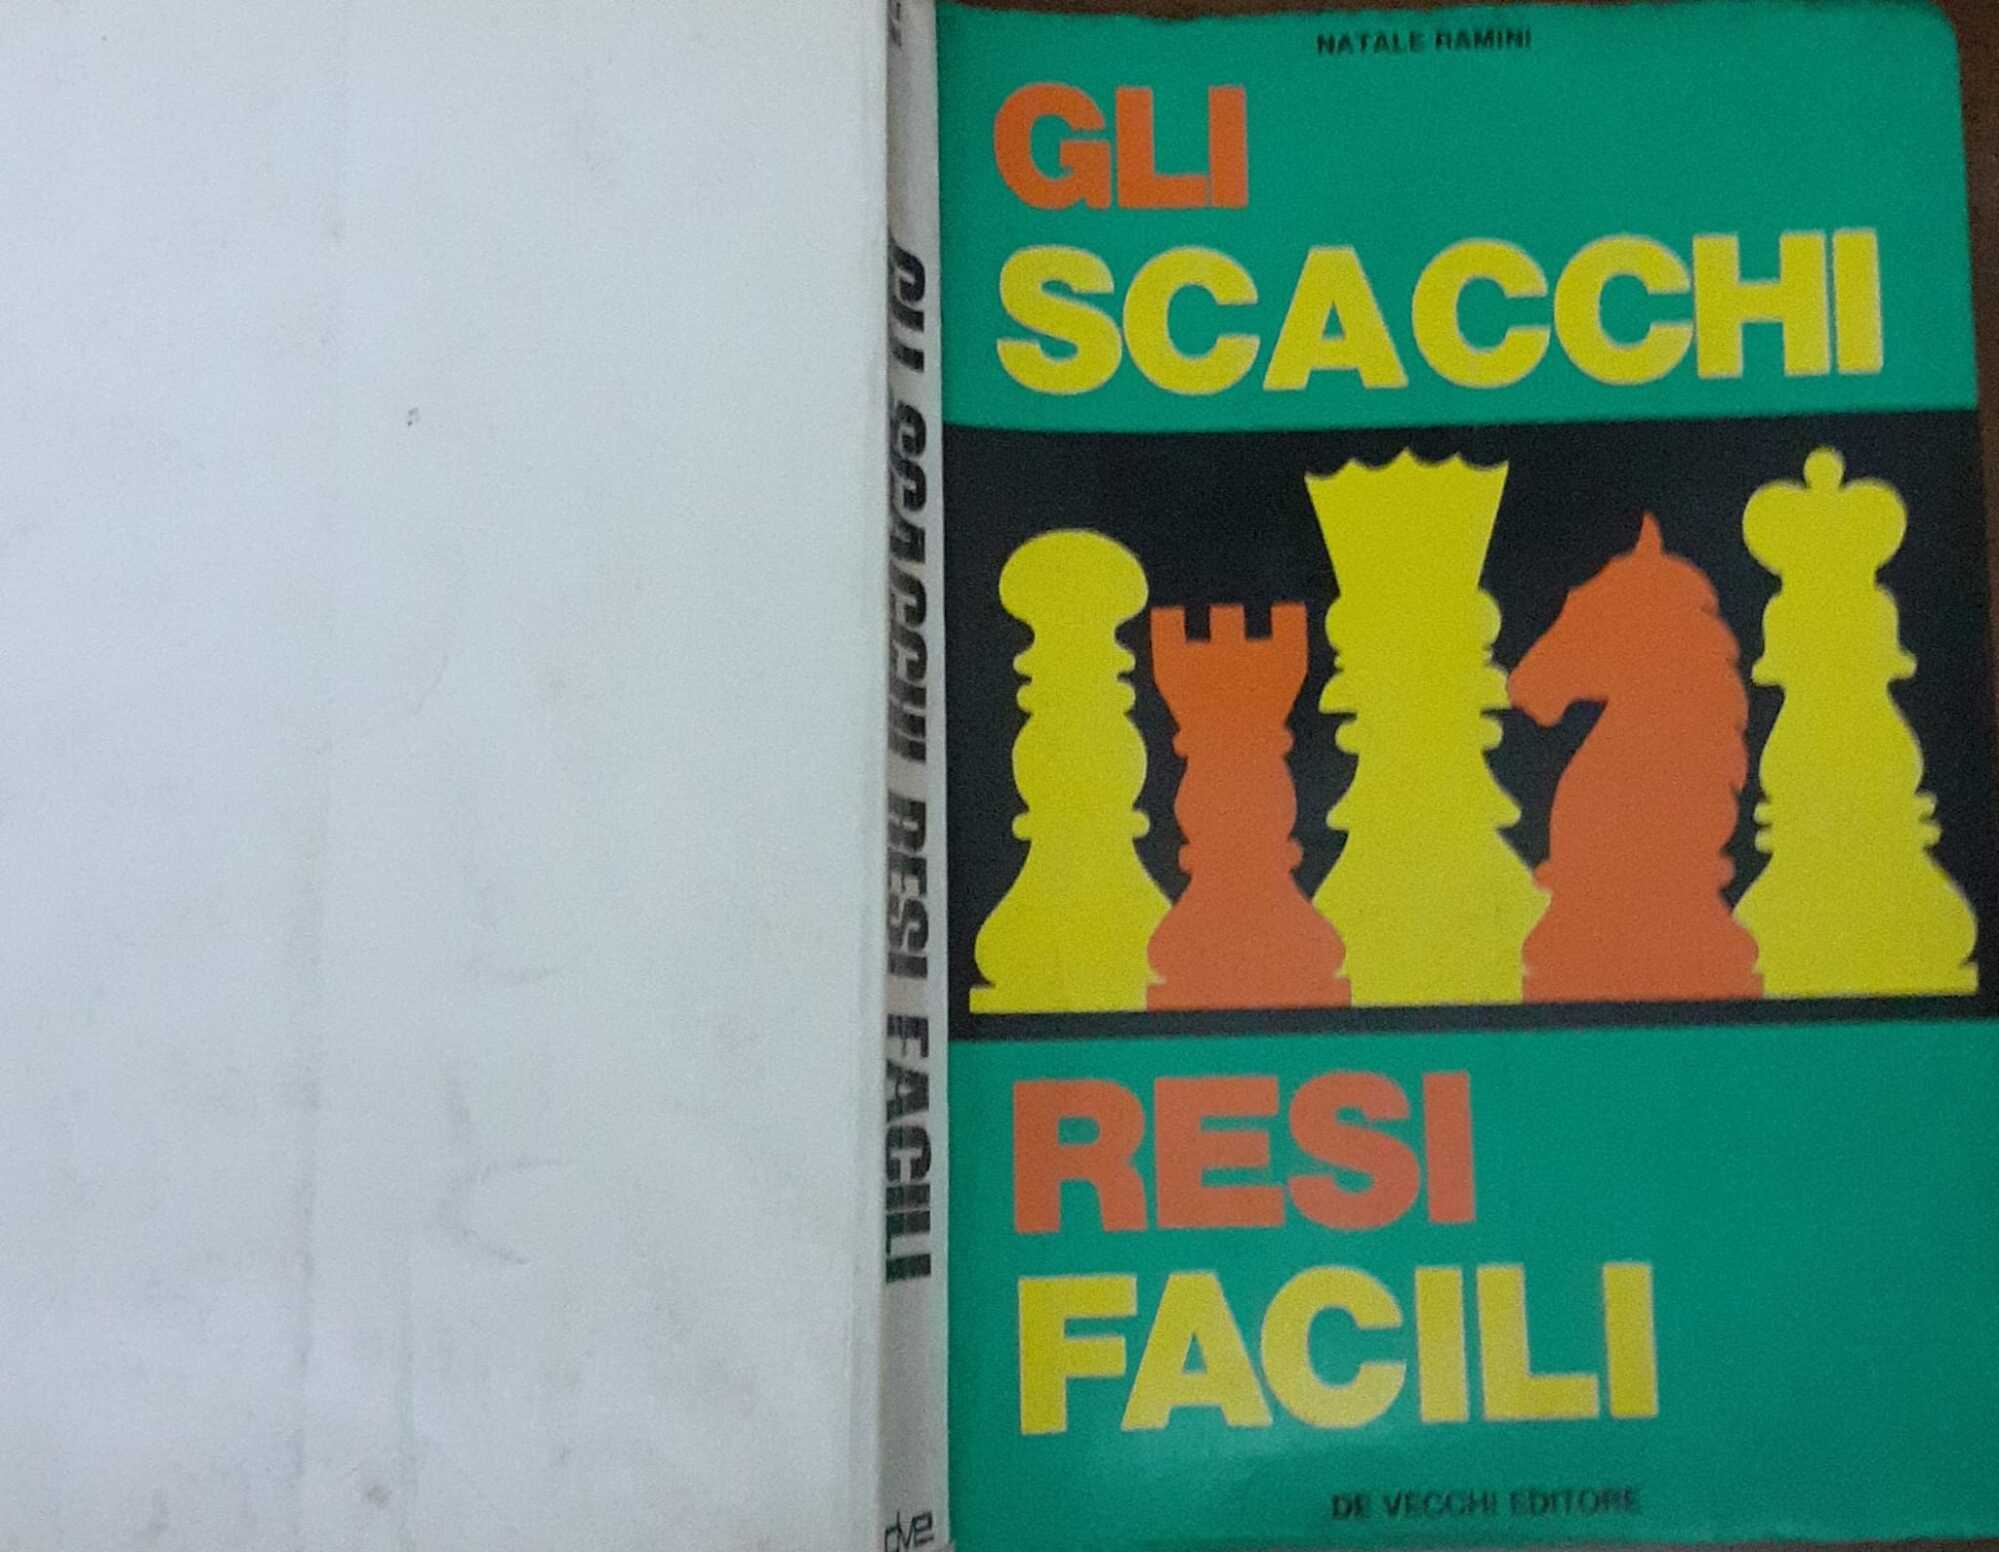 GLI SCACCHI RESI FACILI
dve
NATALE RAMINI
GLI
SCACCHI
RESI
FACILI
DE VECCHI EDITORE